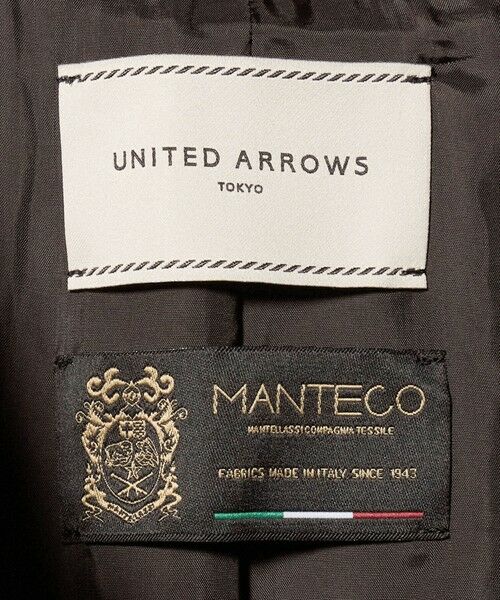 UNITED ARROWS
TOKYO
MANTECO
MANTELLASSI COMPAGNIA TESSILE
FABRICS MADE IN ITALY SINCE 1943